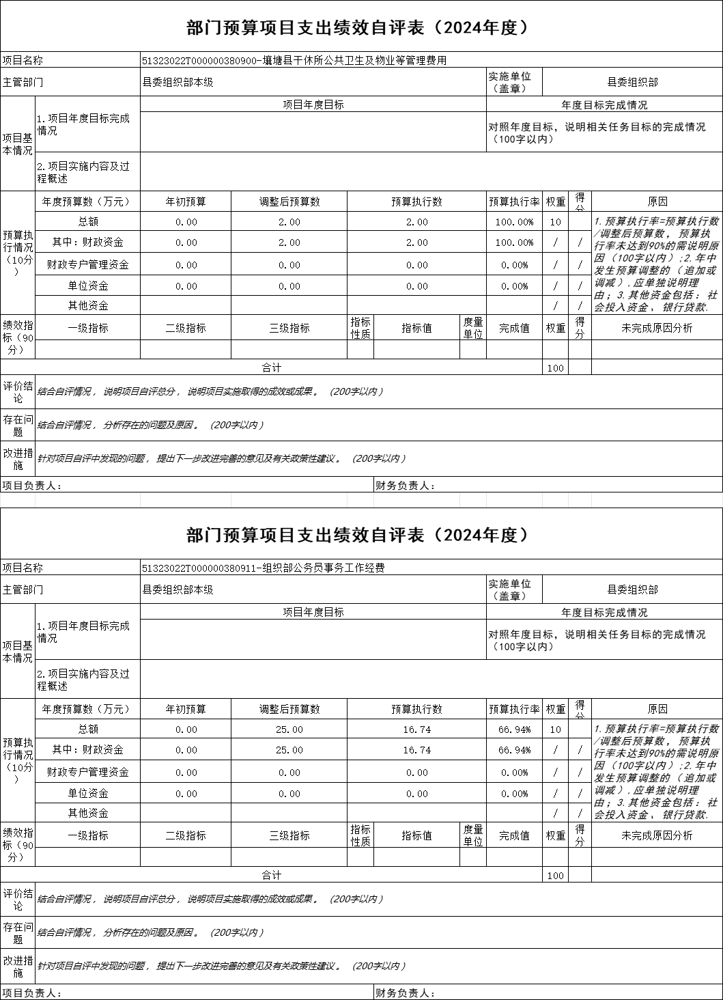 部门预算项目支出绩效自评表（2024年度）
项目名称 51323022T000000380900-壤塘县干休所公共卫生及物业等管理费用
主管部门 县委组织部本级 实施单位（盖章） 县委组织部
项目基本情况 1.项目年度目标完成情况 项目年度目标 年度目标完成情况
对照年度目标，说明相关任务目标的完成情况（100字以内）
2.项目实施内容及过程概述
预算执行情况（10分） 年度预算数（万元） 年初预算 调整后预算数 预算执行数 预算执行率 权重 得分 原因
总额 0.00 2.00 2.00 100.00% 10
其中：财政资金 0.00 2.00 2.00 100.00% / /
财政专户管理资金 0.00 0.00 0.00 0.00% / /
单位资金 0.00 0.00 0.00 0.00% / /
其他资金 / /
1.预算执行率=预算执行数/调整后预算数，预算执行率未达到90%的需说明原因（100字以内）;2.年中发生预算调整的（追加或调减）,应单独说明理由；3.其他资金包括：社会投入资金、银行贷款.
绩效指标（90分） 一级指标 二级指标 三级指标 指标性质 指标值 度量单位 完成值 权重 得分 未完成原因分析
合计 100
评价结论 结合自评情况，说明项目自评总分，说明项目实施取得的成效或成果。（200字以内）
存在问题 结合自评情况，分析存在的问题及原因。（200字以内）
改进措施 针对项目自评中发现的问题，提出下一步改进完善的意见及有关政策性建议。（200字以内）
项目负责人： 财务负责人：
部门预算项目支出绩效自评表（2024年度）
项目名称 51323022T000000380911-组织部公务员事务工作经费
主管部门 县委组织部本级 实施单位（盖章） 县委组织部
项目基本情况 1.项目年度目标完成情况 项目年度目标 年度目标完成情况
对照年度目标，说明相关任务目标的完成情况（100字以内）
2.项目实施内容及过程概述
预算执行情况（10分） 年度预算数（万元） 年初预算 调整后预算数 预算执行数 预算执行率 权重 得分 原因
总额 0.00 25.00 16.74 66.94% 10
其中：财政资金 0.00 25.00 16.74 66.94% / /
财政专户管理资金 0.00 0.00 0.00 0.00% / /
单位资金 0.00 0.00 0.00 0.00% / /
其他资金 / /
1.预算执行率=预算执行数/调整后预算数，预算执行率未达到90%的需说明原因（100字以内）;2.年中发生预算调整的（追加或调减）,应单独说明理由；3.其他资金包括：社会投入资金、银行贷款.
绩效指标（90分） 一级指标 二级指标 三级指标 指标性质 指标值 度量单位 完成值 权重 得分 未完成原因分析
合计 100
评价结论 结合自评情况，说明项目自评总分，说明项目实施取得的成效或成果。（200字以内）
存在问题 结合自评情况，分析存在的问题及原因。（200字以内）
改进措施 针对项目自评中发现的问题，提出下一步改进完善的意见及有关政策性建议。（200字以内）
项目负责人： 财务负责人：